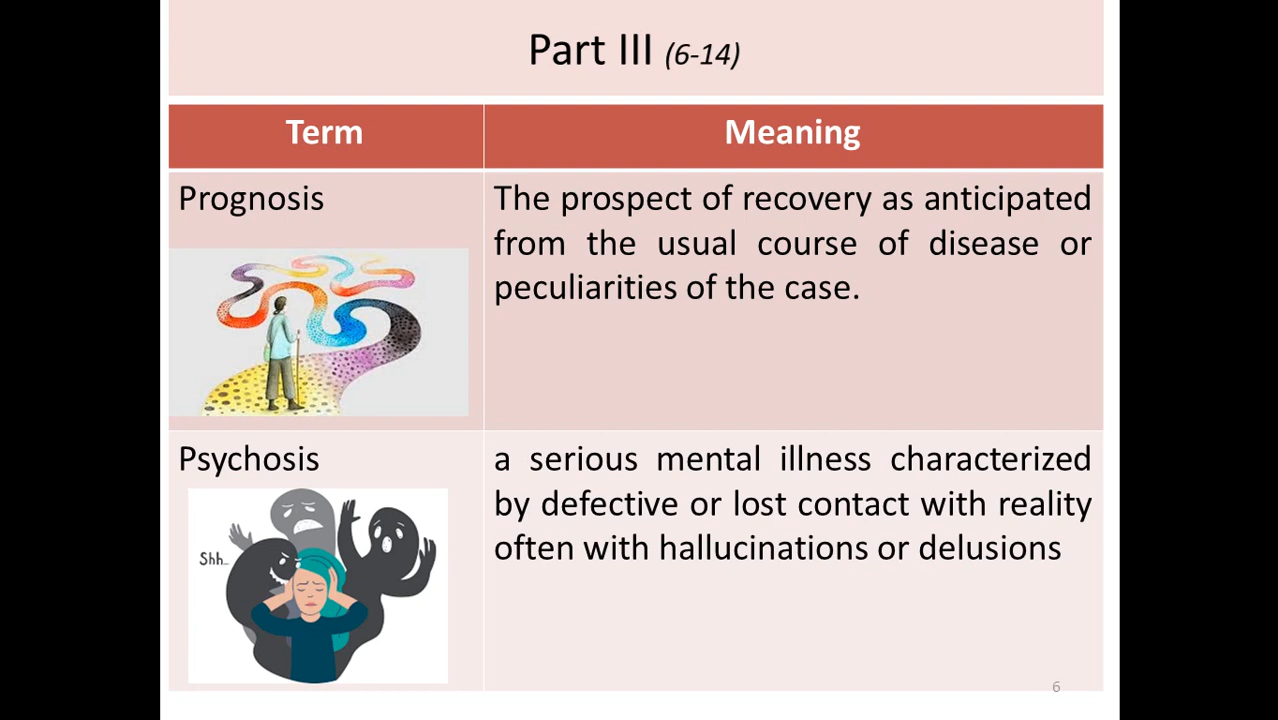 Part III (6-14)
Term
Meaning
Prognosis
The prospect of recovery as anticipated
from the usual course of disease or
peculiarities of the case.
Psychosis
a serious mental illness characterized
by defective or lost contact with reality
often with hallucinations or delusions
Shh...
6